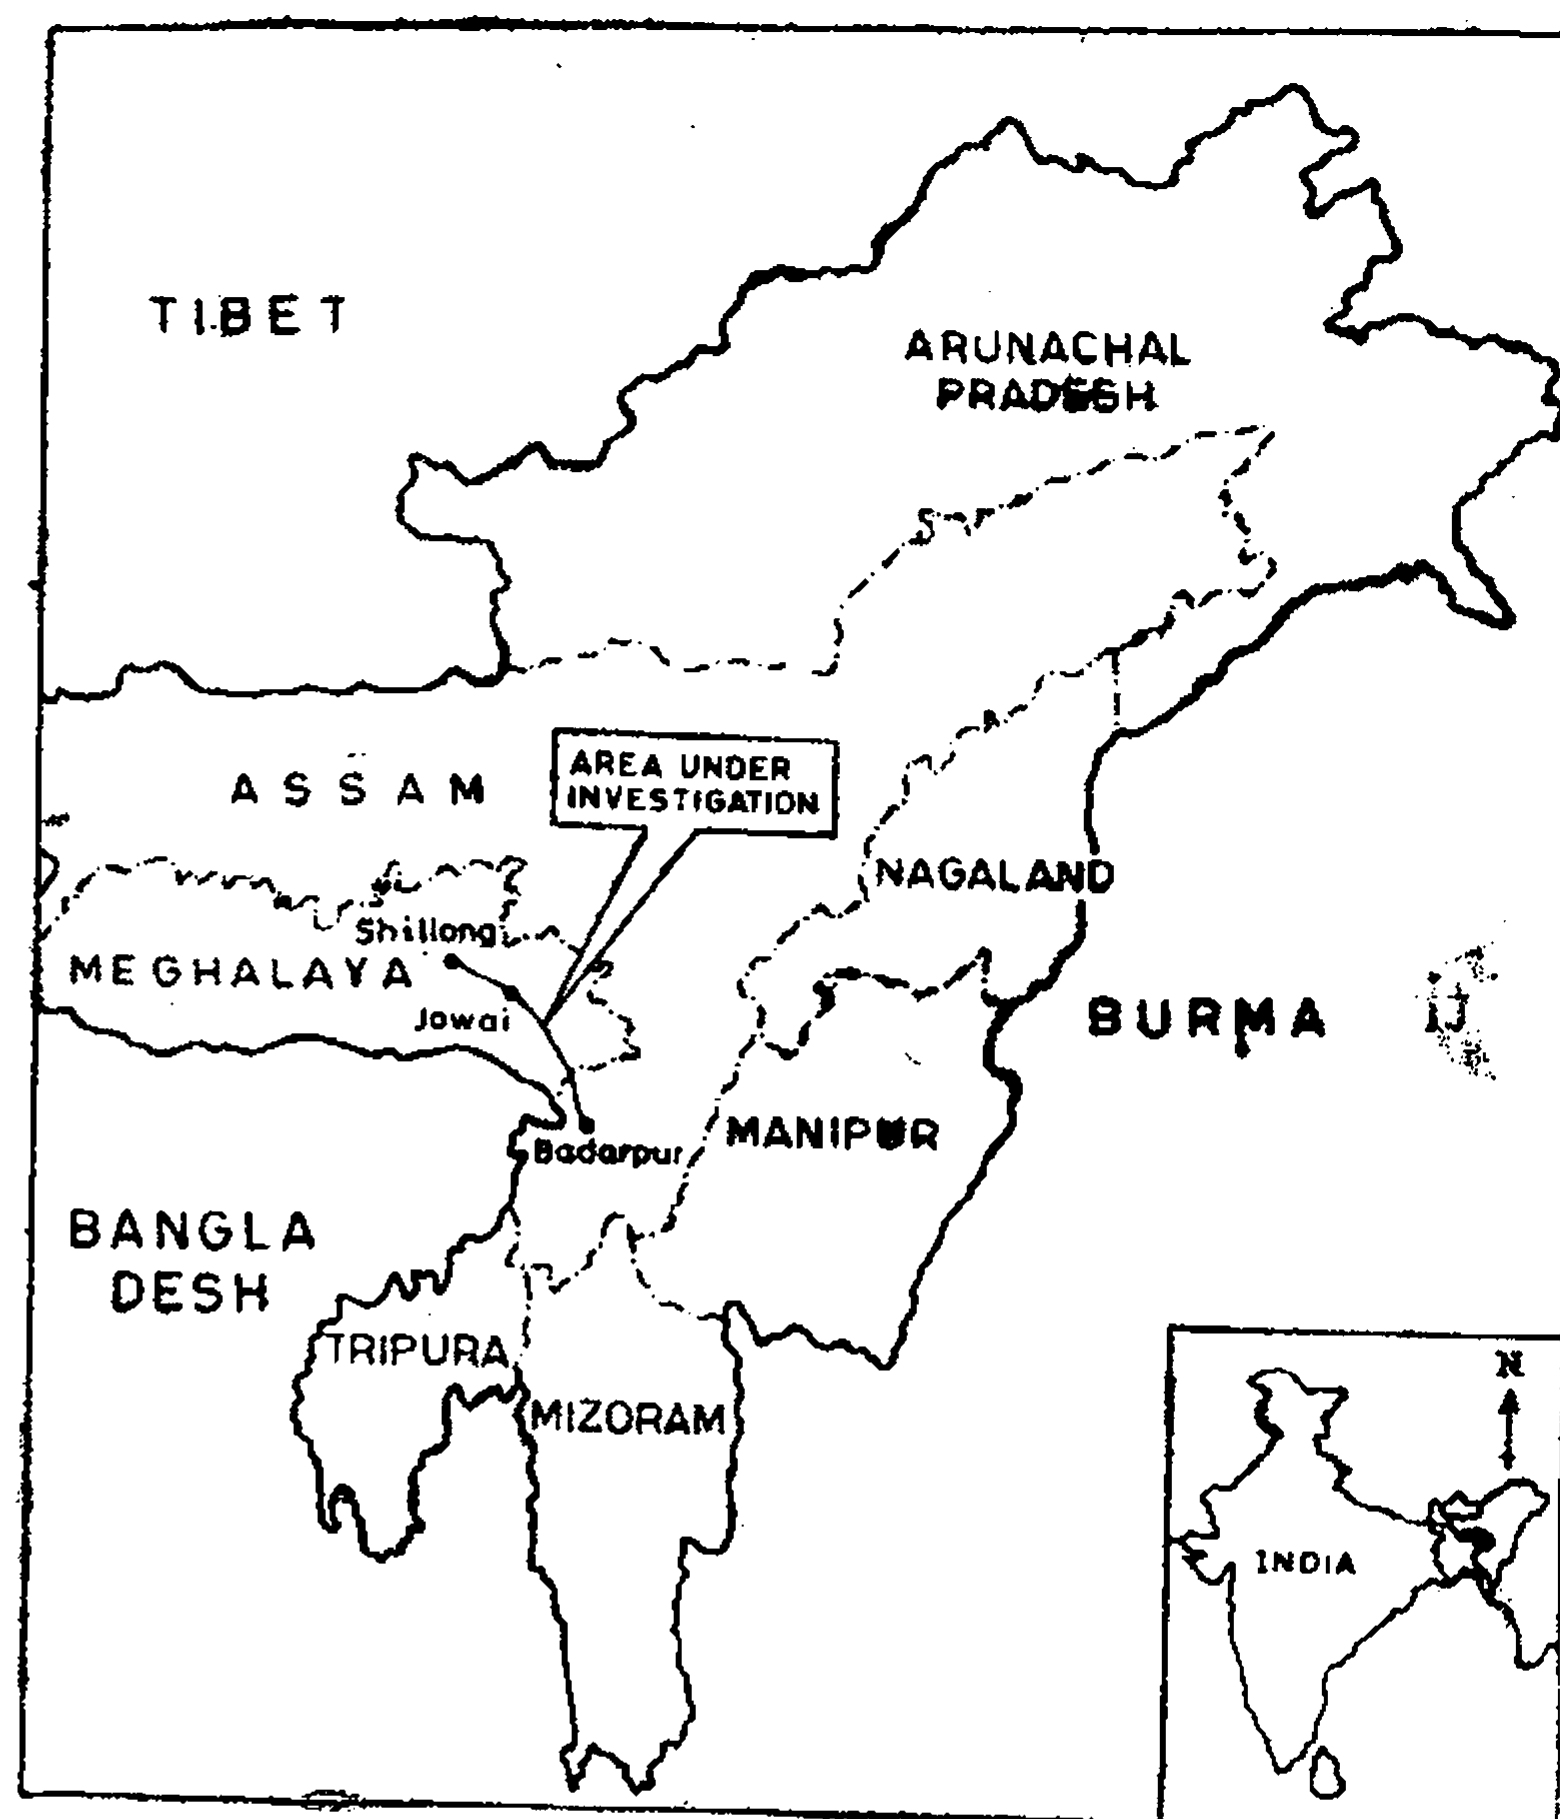 TIBET
ARUNACHAL
PRADESH
ASSAM
AREA UNDER
INVESTIGATION
NAGALAND
Shillong
MEGHALAYA
Jowai
BURMA
MANIPUR
Badarpur
BANGLA
DESH
TRIPURA
MIZORAM
N
INDIA